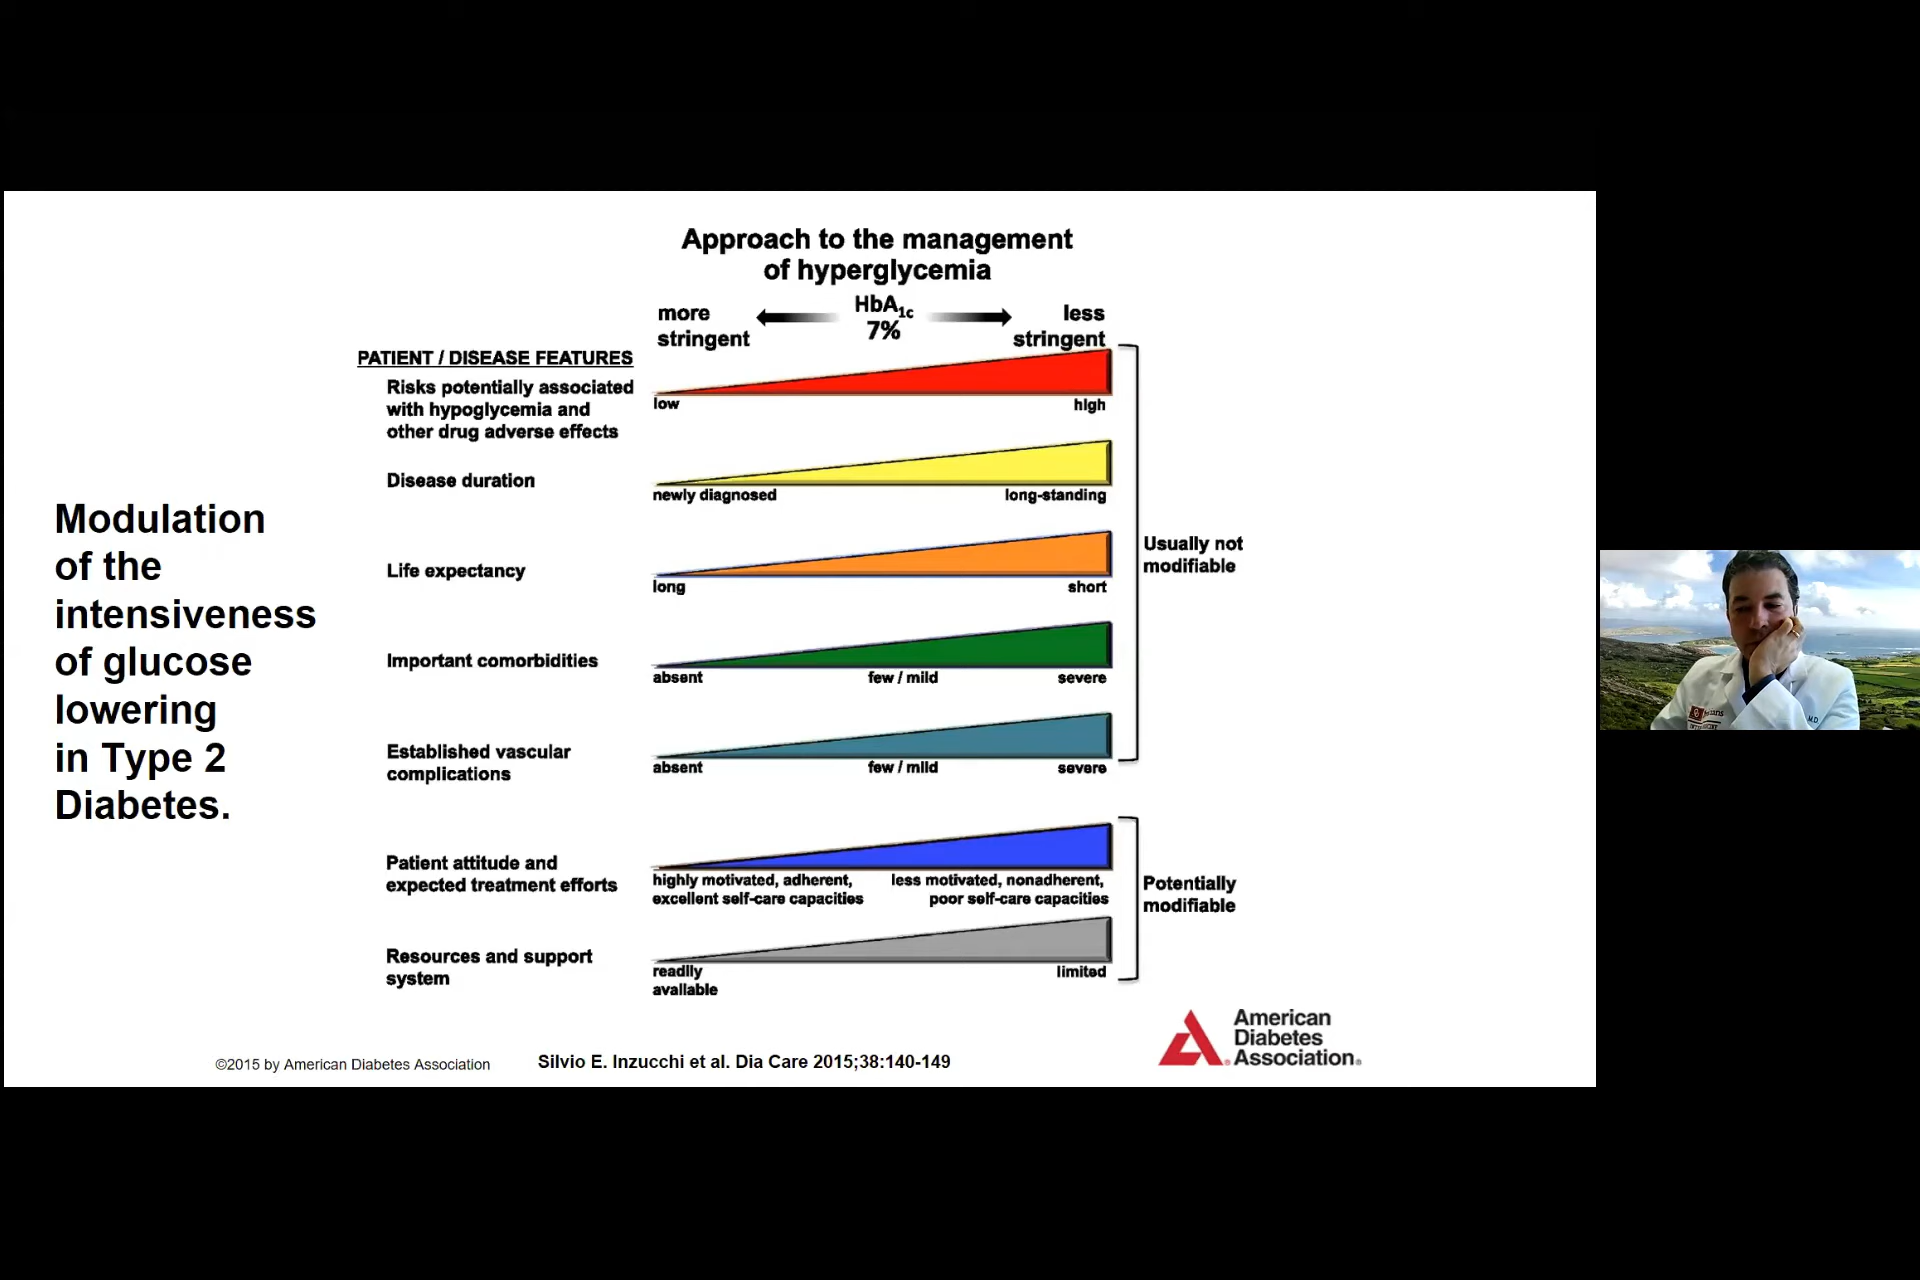 Approach to the management
of hyperglycemia
more
stringent
HbA1c
7%
less
stringent
PATIENT / DISEASE FEATURES
Risks potentially associated
with hypoglycemia and
other drug adverse effects
low
high
Disease duration
newly diagnosed
long-standing
Life expectancy
long
short
Important comorbidities
absent
few / mild
severe
Established vascular
complications
absent
few / mild
severe
Usually not
modifiable
Patient attitude and
expected treatment efforts
highly motivated, adherent,
excellent self-care capacities
less motivated, nonadherent,
poor self-care capacities
Resources and support
system
readily
available
limited
Potentially
modifiable
Modulation
of the
intensiveness
of glucose
lowering
in Type 2
Diabetes.
©2015 by American Diabetes Association
Silvio E. Inzucchi et al. Dia Care 2015;38:140-149
American
Diabetes
Association®
M.D.